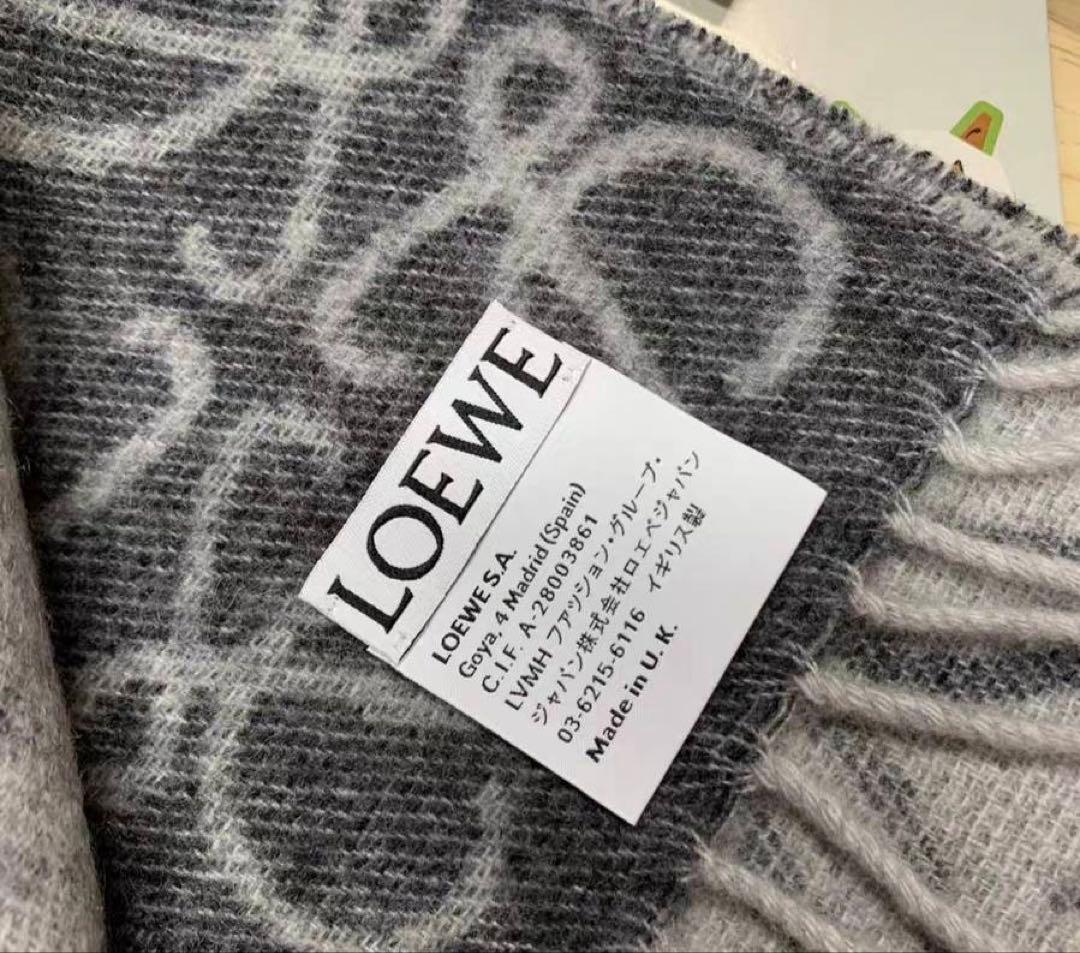 LOEWE
LOEWE S.A.
Goya, 4 Madrid (Spain)
C.I.F. A-28003861
LVMH ファッション・グループ・
ジャパン株式会社ロエベジャパン
03-6215-6116 イギリス製
Made in U.K.